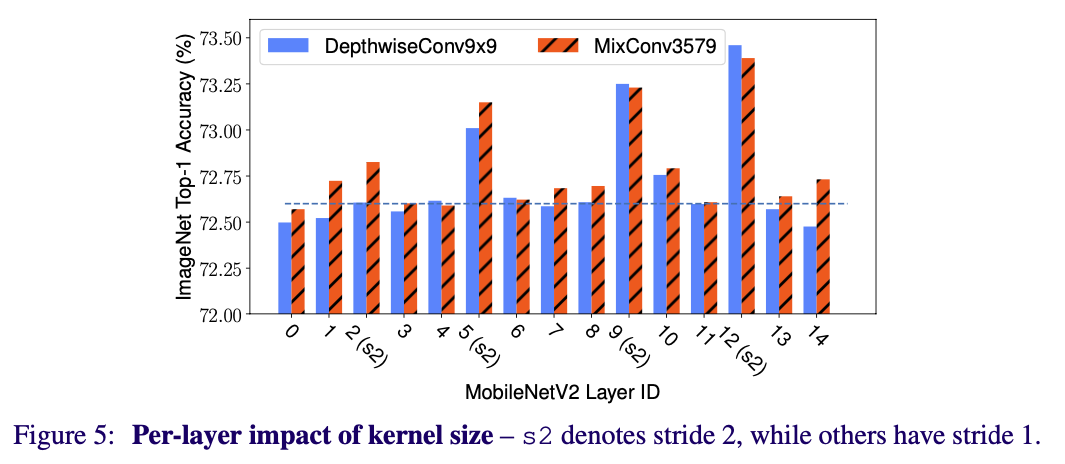 ImageNet Top-1 Accuracy (%)
73.50
73.25
73.00
72.75
72.50
72.25
72.00
DepthwiseConv9x9
MixConv3579
0
1
2 (s2)
3
4
5 (s2)
6
7
8
9 (s2)
10
11
12 (s2)
13
14
MobileNetV2 Layer ID
Figure 5: Per-layer impact of kernel size – s2 denotes stride 2, while others have stride 1.